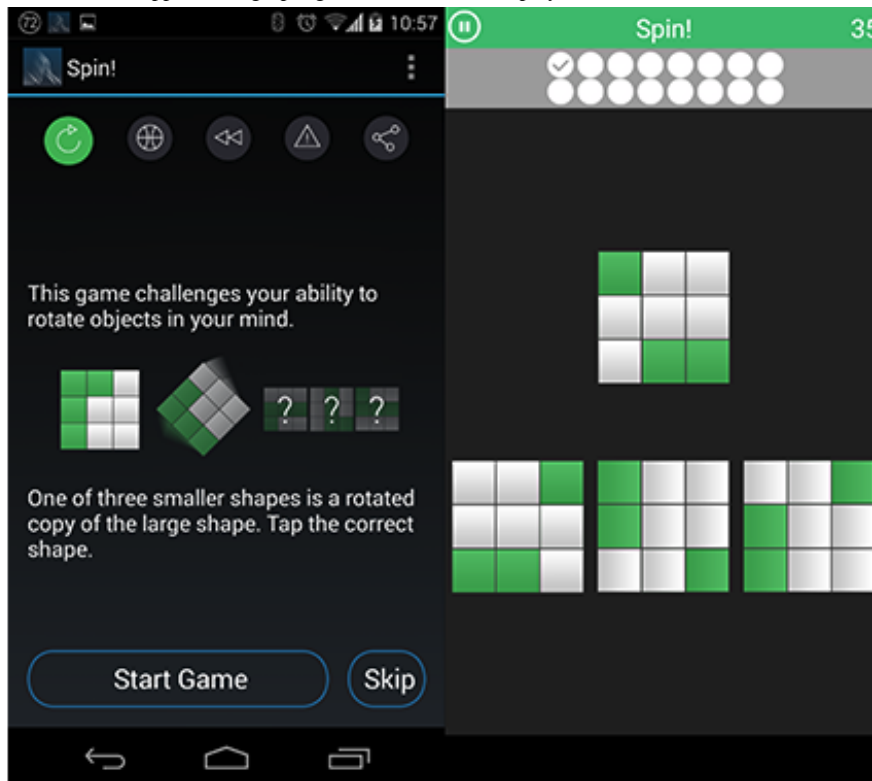 72
10:57
Spin!
This game challenges your ability to
rotate objects in your mind.
? ? ?
One of three smaller shapes is a rotated
copy of the large shape. Tap the correct
shape.
Start Game
Skip
Spin!
35